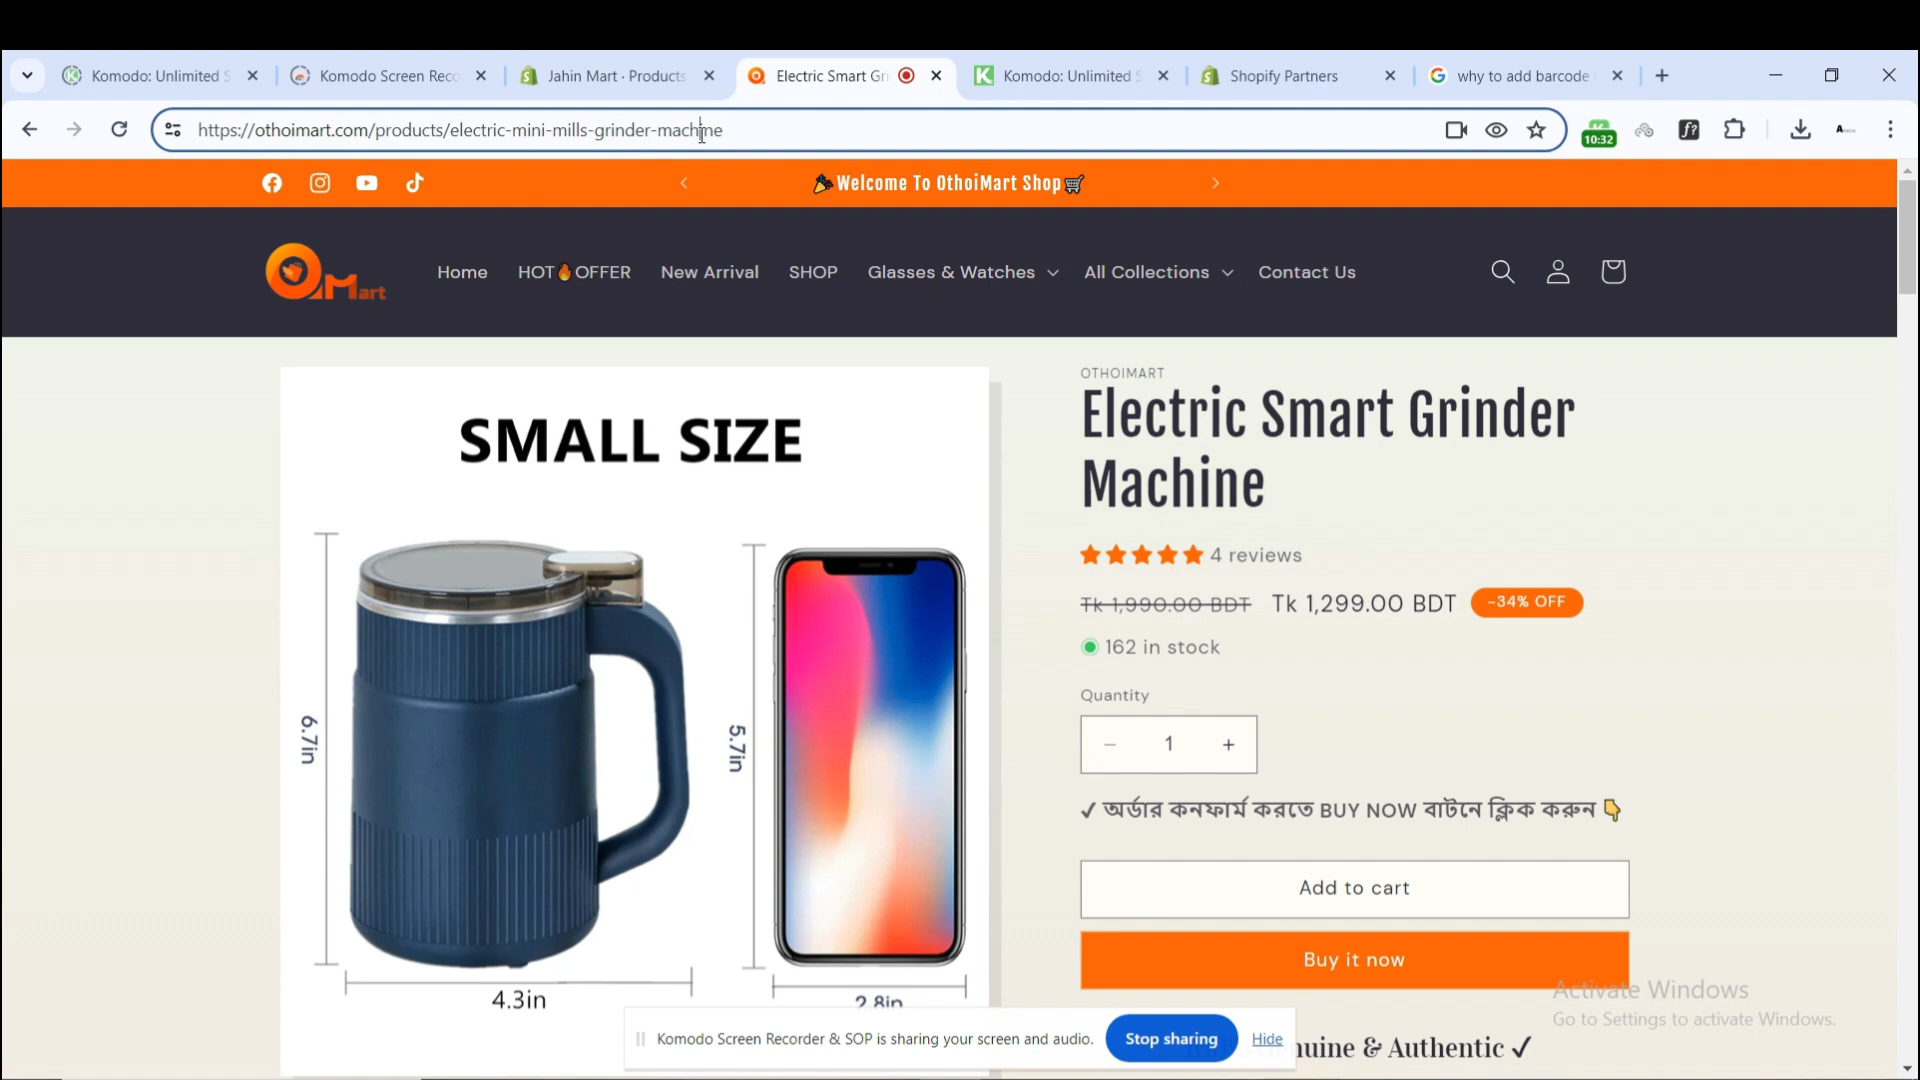 Komodo: Unlimited S
Komodo Screen Reco
Jahin Mart · Products
Electric Smart Gri
Komodo: Unlimited S
Shopify Partners
why to add barcode
https://othoimart.com/products/electric-mini-mills-grinder-machine
10:32
🎉Welcome To OthoiMart Shop🛒
Mart
Home
HOT🔥OFFER
New Arrival
SHOP
Glasses & Watches
All Collections
Contact Us
SMALL SIZE
6.7in
5.7in
4.3in
2.8in
OTHOIMART
Electric Smart Grinder
Machine
4 reviews
Tk 1,990.00 BDT Tk 1,299.00 BDT -34% OFF
162 in stock
Quantity
− 1 +
✓ অর্ডার কনফার্ম করতে BUY NOW বাটনে ক্লিক করুন 👇
Add to cart
Buy it now
Activate Windows
Go to Settings to activate Windows.
Komodo Screen Recorder & SOP is sharing your screen and audio.
Stop sharing
Hide
nuine & Authentic ✓